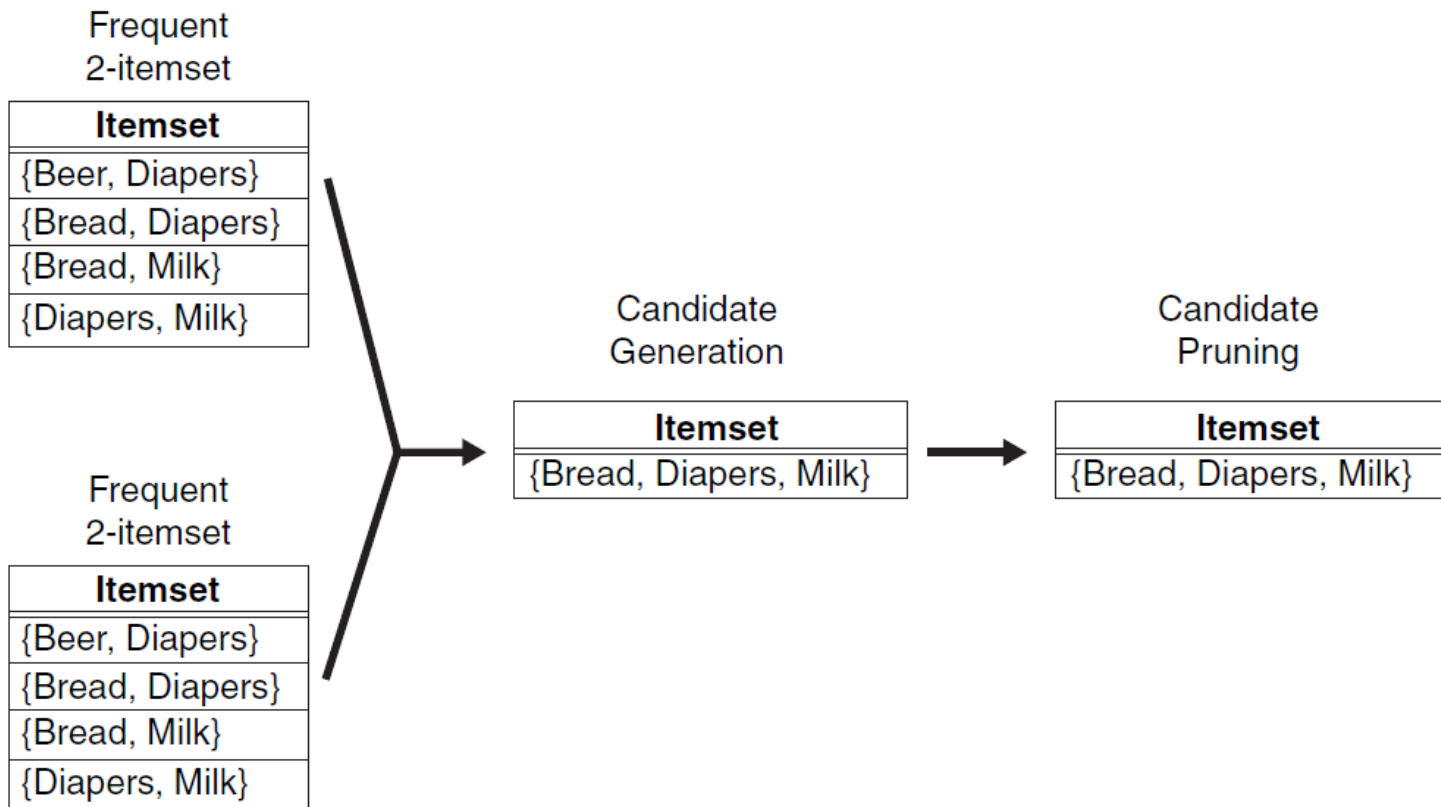 Frequent
2-itemset
Itemset
{Beer, Diapers}
{Bread, Diapers}
{Bread, Milk}
{Diapers, Milk}
Frequent
2-itemset
Itemset
{Beer, Diapers}
{Bread, Diapers}
{Bread, Milk}
{Diapers, Milk}
Candidate
Generation
Itemset
{Bread, Diapers, Milk}
Candidate
Pruning
Itemset
{Bread, Diapers, Milk}